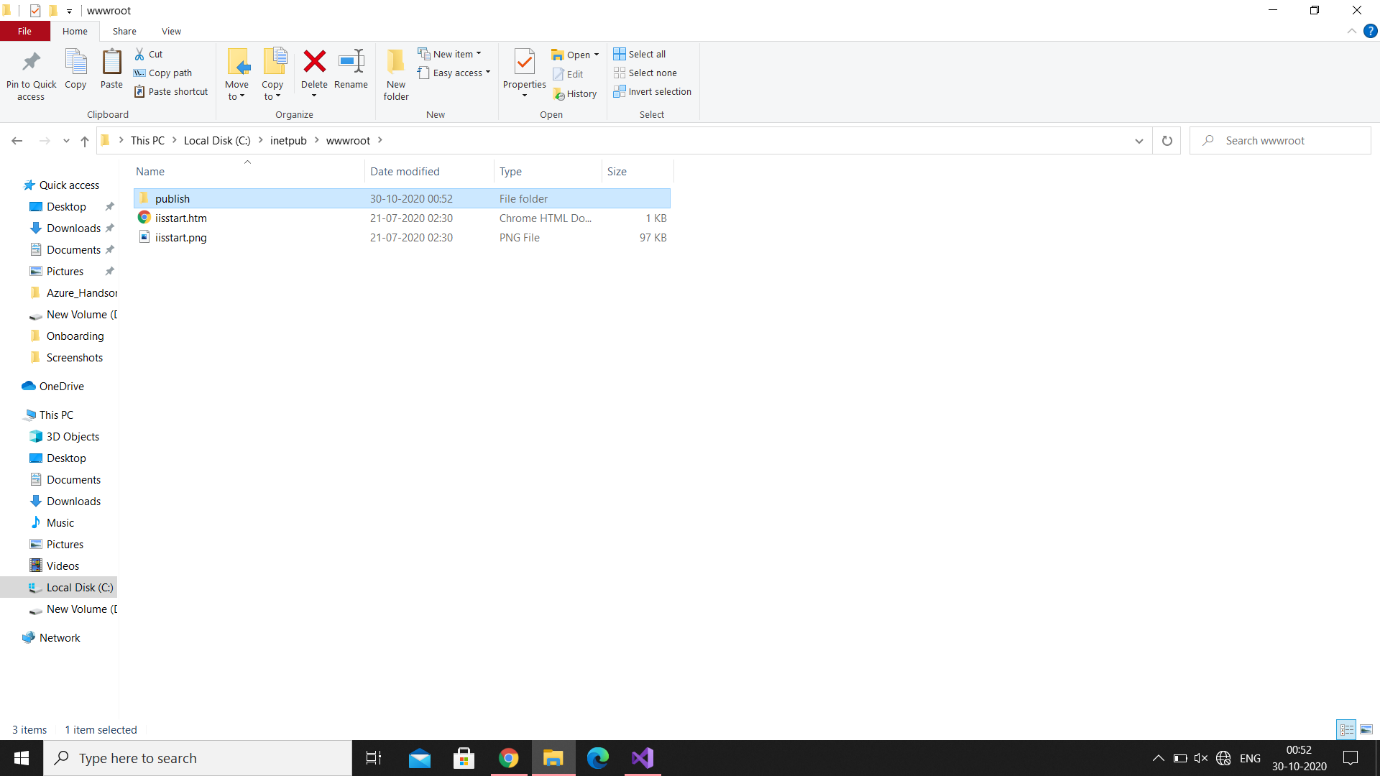 wwwroot
File Home Share View
Pin to Quick access
Copy
Paste
Cut
Copy path
Paste shortcut
Clipboard
Move to
Copy to
Delete
Rename
Organize
New folder
New item
Easy access
New
Properties
Open
Edit
History
Open
Select all
Select none
Invert selection
Select
This PC > Local Disk (C:) > inetpub > wwwroot >
Search wwwroot
Name Date modified Type Size
publish 30-10-2020 00:52 File folder
iisstart.htm 21-07-2020 02:30 Chrome HTML Do... 1 KB
iisstart.png 21-07-2020 02:30 PNG File 97 KB
Quick access
Desktop
Downloads
Documents
Pictures
Azure_Handson
New Volume (D
Onboarding
Screenshots
OneDrive
This PC
3D Objects
Desktop
Documents
Downloads
Music
Pictures
Videos
Local Disk (C:)
New Volume (D
Network
3 items 1 item selected
Type here to search
ENG
00:52
30-10-2020